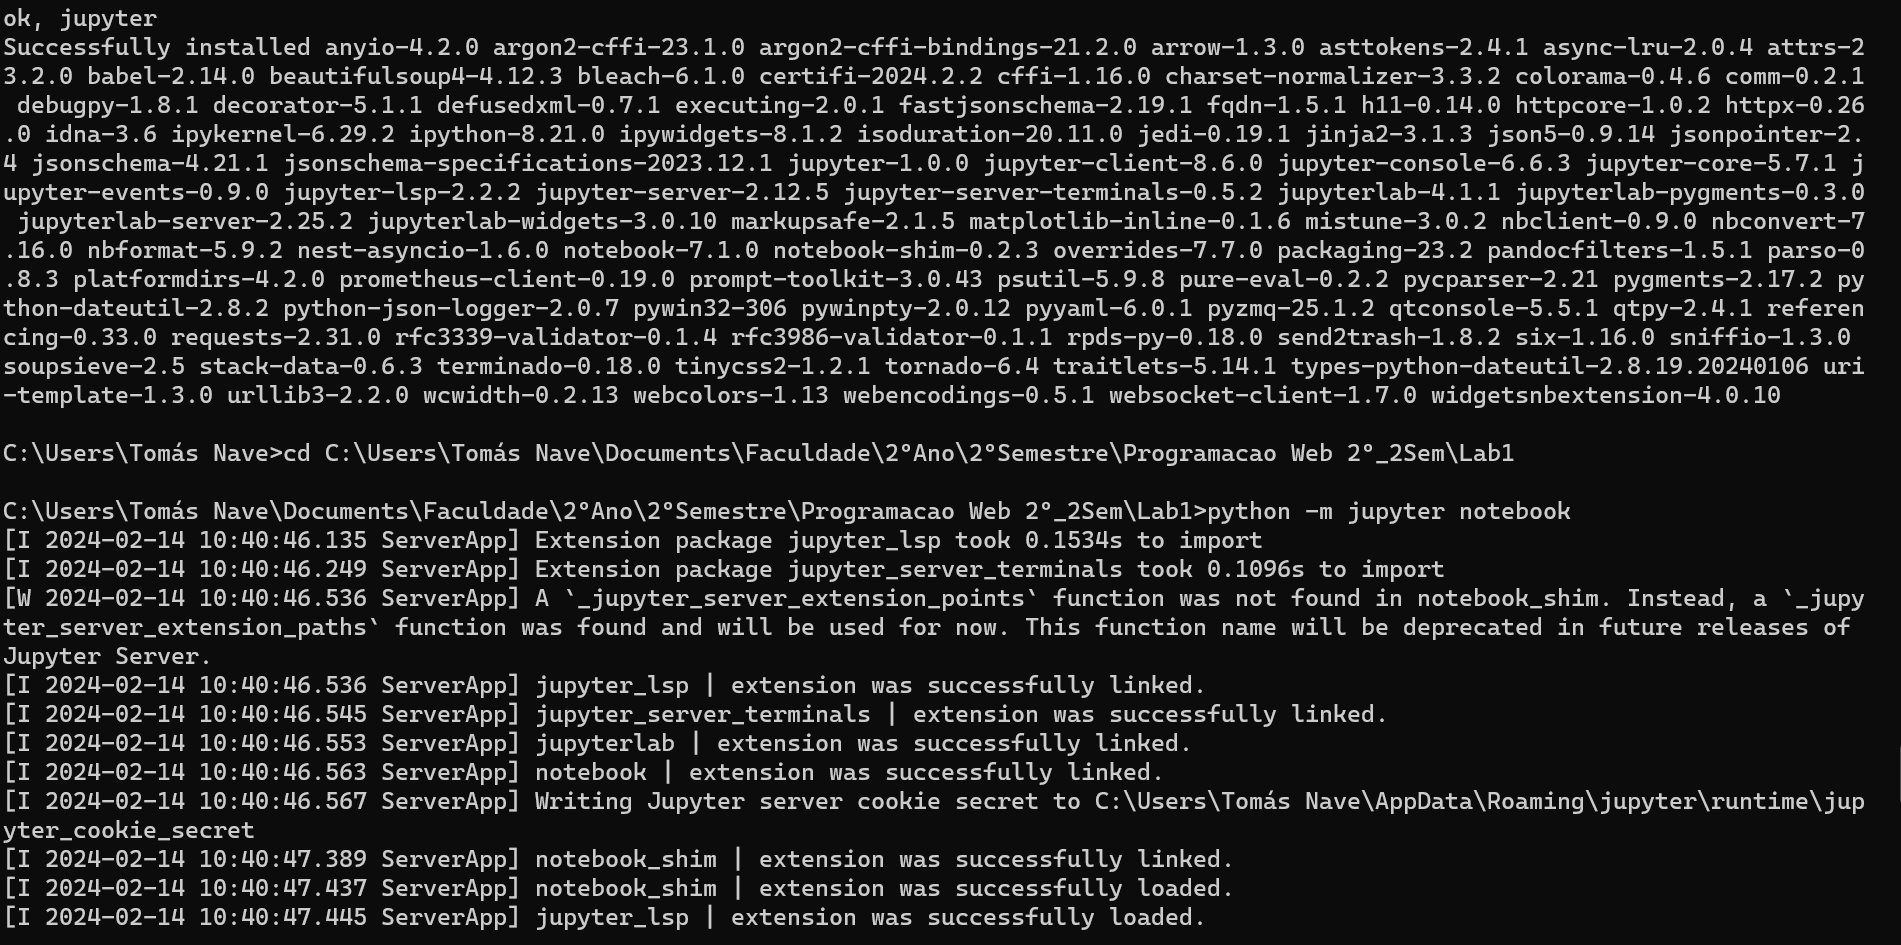 ok, jupyter
Successfully installed anyio-4.2.0 argon2-cffi-23.1.0 argon2-cffi-bindings-21.2.0 arrow-1.3.0 asttokens-2.4.1 async-lru-2.0.4 attrs-2
3.2.0 babel-2.14.0 beautifulsoup4-4.12.3 bleach-6.1.0 certifi-2024.2.2 cffi-1.16.0 charset-normalizer-3.3.2 colorama-0.4.6 comm-0.2.1
 debugpy-1.8.1 decorator-5.1.1 defusedxml-0.7.1 executing-2.0.1 fastjsonschema-2.19.1 fqdn-1.5.1 h11-0.14.0 httpcore-1.0.2 httpx-0.26
.0 idna-3.6 ipykernel-6.29.2 ipython-8.21.0 ipywidgets-8.1.2 isoduration-20.11.0 jedi-0.19.1 jinja2-3.1.3 json5-0.9.14 jsonpointer-2.
4 jsonschema-4.21.1 jsonschema-specifications-2023.12.1 jupyter-1.0.0 jupyter-client-8.6.0 jupyter-console-6.6.3 jupyter-core-5.7.1 j
upyter-events-0.9.0 jupyter-lsp-2.2.2 jupyter-server-2.12.5 jupyter-server-terminals-0.5.2 jupyterlab-4.1.1 jupyterlab-pygments-0.3.0
 jupyterlab-server-2.25.2 jupyterlab-widgets-3.0.10 markupsafe-2.1.5 matplotlib-inline-0.1.6 mistune-3.0.2 nbclient-0.9.0 nbconvert-7
.16.0 nbformat-5.9.2 nest-asyncio-1.6.0 notebook-7.1.0 notebook-shim-0.2.3 overrides-7.7.0 packaging-23.2 pandocfilters-1.5.1 parso-0
.8.3 platformdirs-4.2.0 prometheus-client-0.19.0 prompt-toolkit-3.0.43 psutil-5.9.8 pure-eval-0.2.2 pycparser-2.21 pygments-2.17.2 py
thon-dateutil-2.8.2 python-json-logger-2.0.7 pywin32-306 pywinpty-2.0.12 pyyaml-6.0.1 pyzmq-25.1.2 qtconsole-5.5.1 qtpy-2.4.1 referen
cing-0.33.0 requests-2.31.0 rfc3339-validator-0.1.4 rfc3986-validator-0.1.1 rpds-py-0.18.0 send2trash-1.8.2 six-1.16.0 sniffio-1.3.0
soupsieve-2.5 stack-data-0.6.3 terminado-0.18.0 tinycss2-1.2.1 tornado-6.4 traitlets-5.14.1 types-python-dateutil-2.8.19.20240106 uri
-template-1.3.0 urllib3-2.2.0 wcwidth-0.2.13 webcolors-1.13 webencodings-0.5.1 websocket-client-1.7.0 widgetsnbextension-4.0.10
C:\Users\Tomás Nave>cd C:\Users\Tomás Nave\Documents\Faculdade\2ºAno\2ºSemestre\Programacao Web 2º_2Sem\Lab1
C:\Users\Tomás Nave\Documents\Faculdade\2ºAno\2ºSemestre\Programacao Web 2º_2Sem\Lab1>python -m jupyter notebook
[I 2024-02-14 10:40:46.135 ServerApp] Extension package jupyter_lsp took 0.1534s to import
[I 2024-02-14 10:40:46.249 ServerApp] Extension package jupyter_server_terminals took 0.1096s to import
[W 2024-02-14 10:40:46.536 ServerApp] A `_jupyter_server_extension_points` function was not found in notebook_shim. Instead, a `_jupy
ter_server_extension_paths` function was found and will be used for now. This function name will be deprecated in future releases of
Jupyter Server.
[I 2024-02-14 10:40:46.536 ServerApp] jupyter_lsp | extension was successfully linked.
[I 2024-02-14 10:40:46.545 ServerApp] jupyter_server_terminals | extension was successfully linked.
[I 2024-02-14 10:40:46.553 ServerApp] jupyterlab | extension was successfully linked.
[I 2024-02-14 10:40:46.563 ServerApp] notebook | extension was successfully linked.
[I 2024-02-14 10:40:46.567 ServerApp] Writing Jupyter server cookie secret to C:\Users\Tomás Nave\AppData\Roaming\jupyter\runtime\jup
yter_cookie_secret
[I 2024-02-14 10:40:47.389 ServerApp] notebook_shim | extension was successfully linked.
[I 2024-02-14 10:40:47.437 ServerApp] notebook_shim | extension was successfully loaded.
[I 2024-02-14 10:40:47.445 ServerApp] jupyter_lsp | extension was successfully loaded.